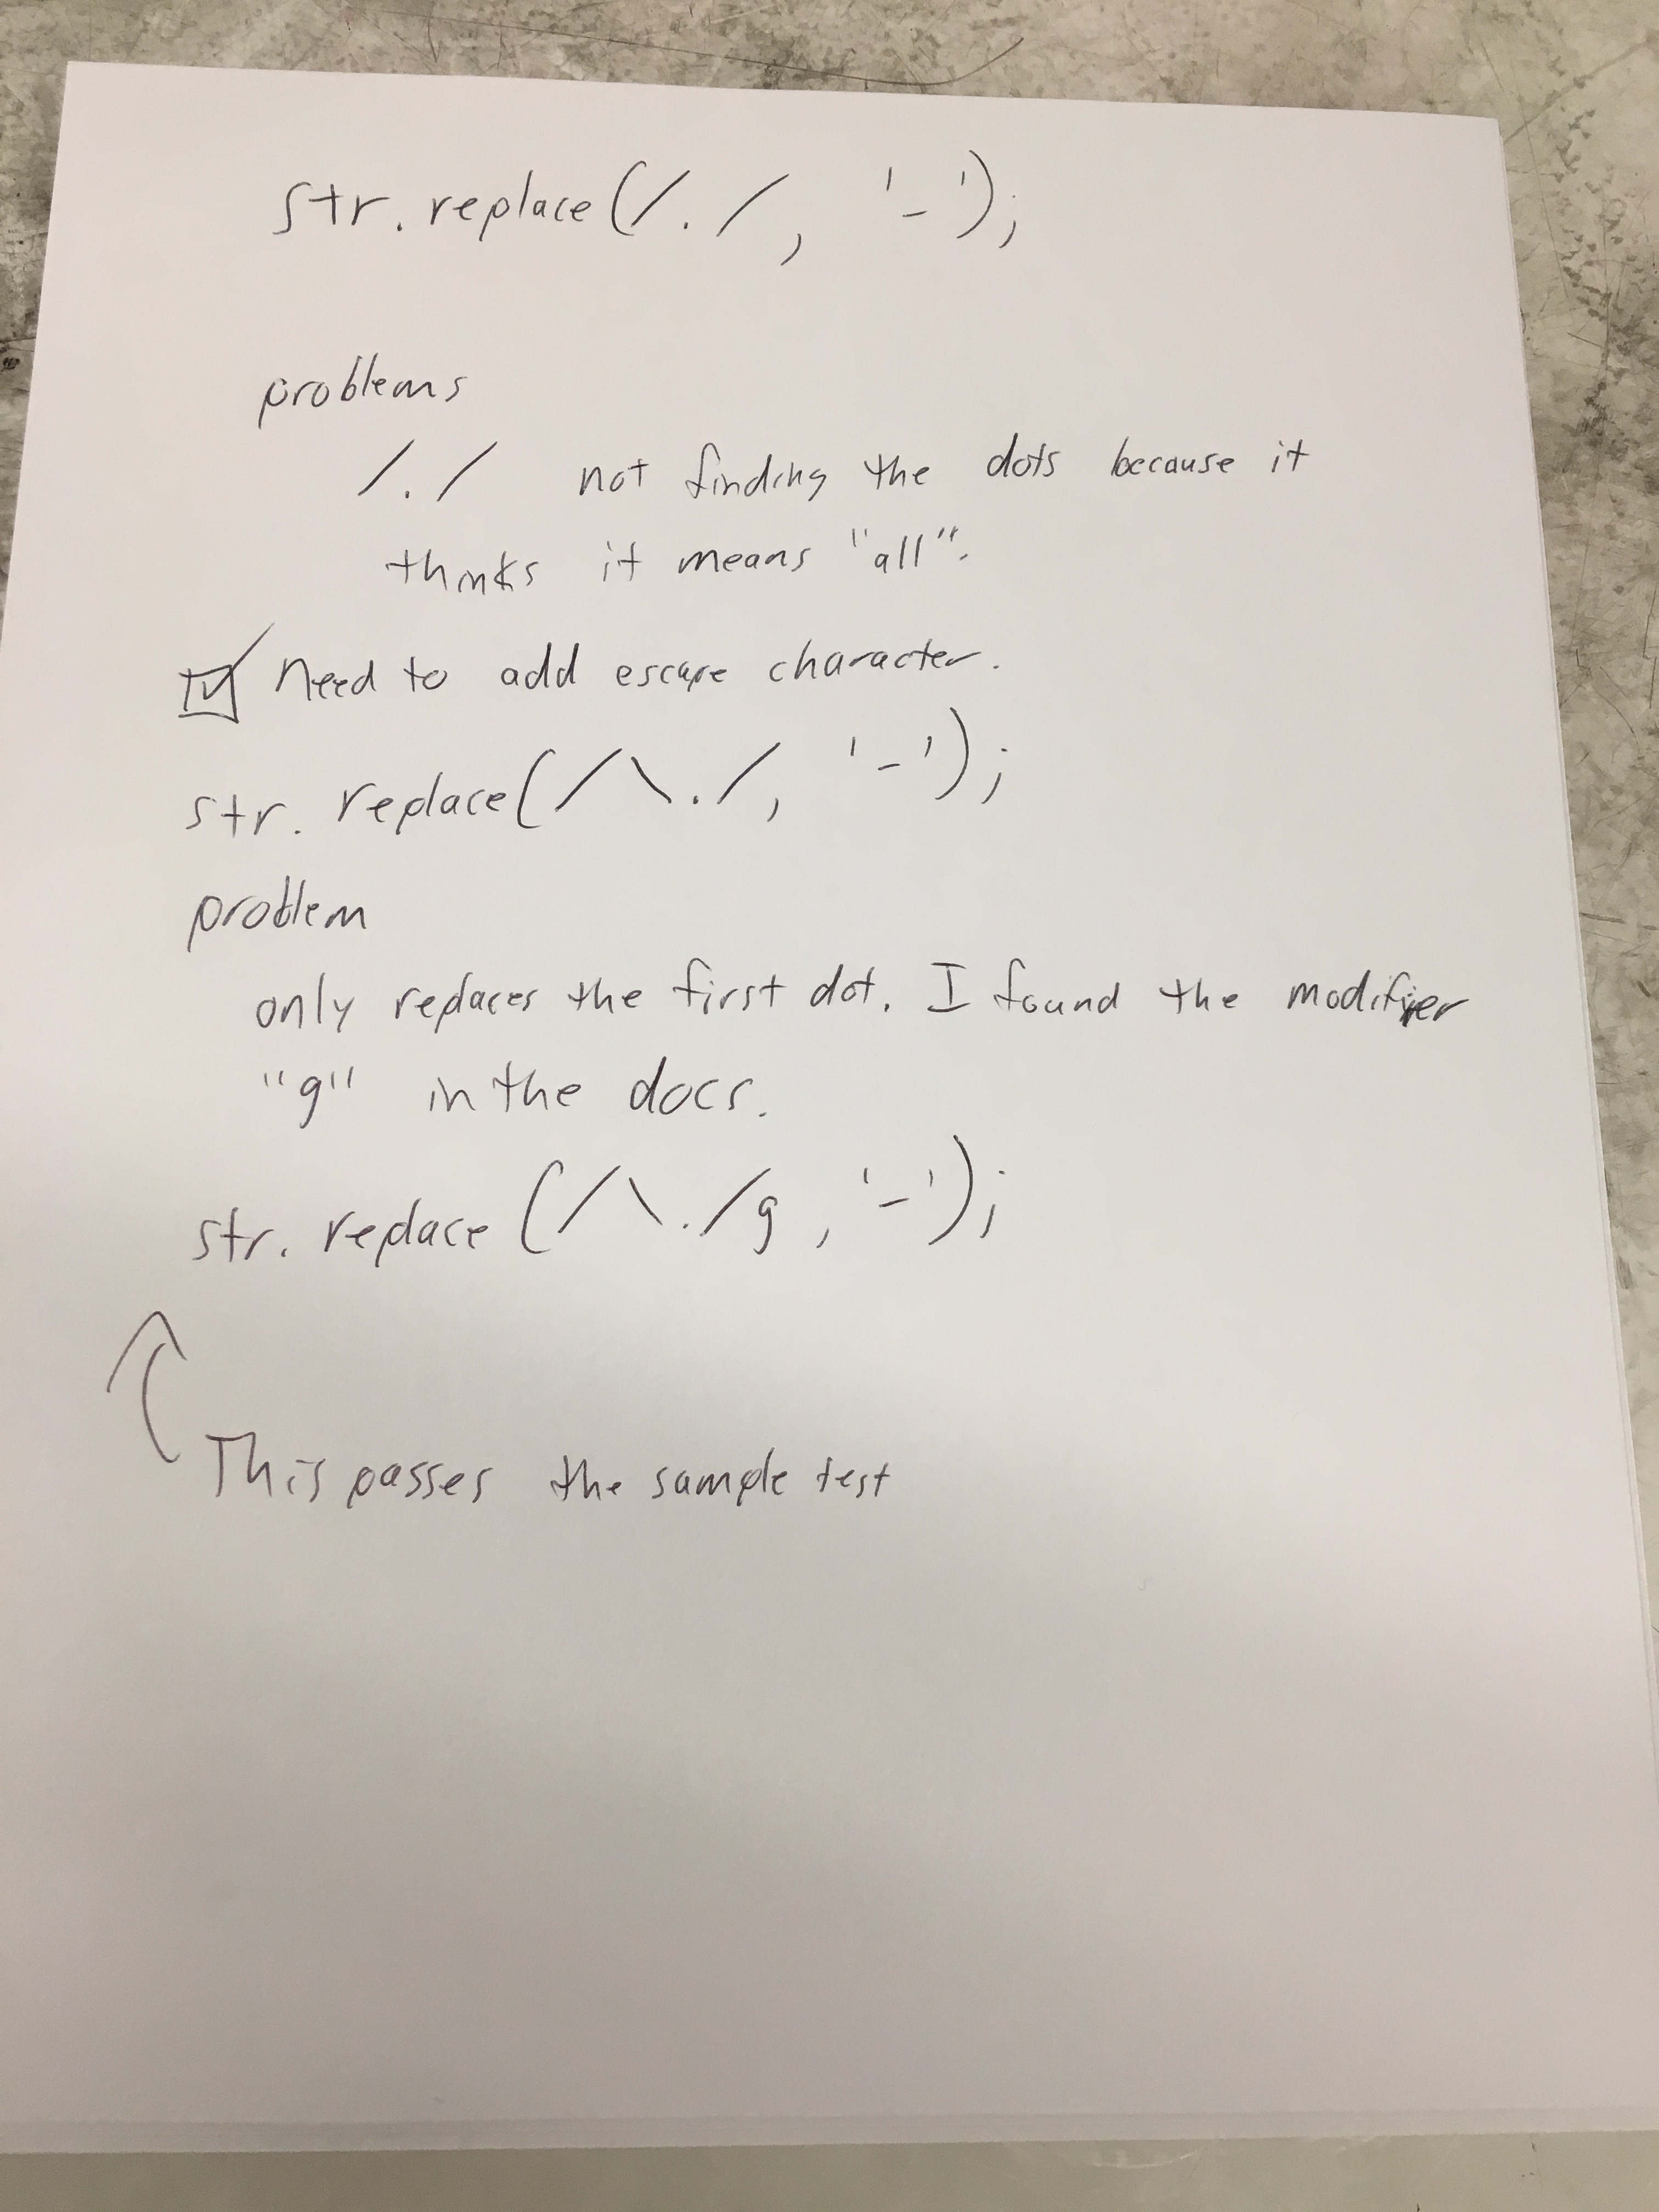 str.replace(/./, '-');
problems
/./ not finding the dots because it
thinks it means "all".
need to add escape character.
str.replace(/\./, '-');
problem
only replaces the first dot. I found the modifier
"g" in the docs.
str.replace(/\./g,'-');
This passes the sample test